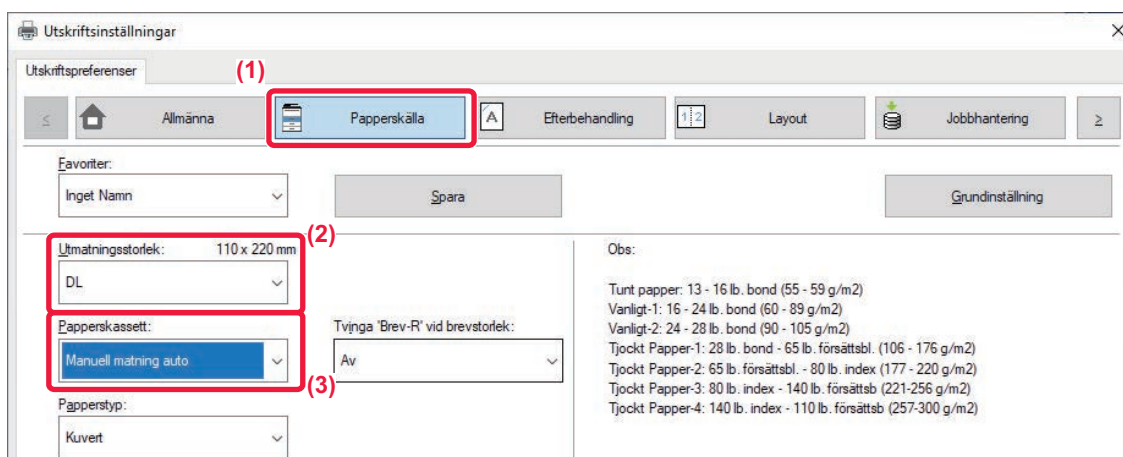 Utskriftsinställningar
Utskriftspreferenser
(1)
<
Allmänna
Papperskälla
A
Efterbehandling
1 2
Layout
Jobbhantering
>
Favoriter:
Inget Namn
Spara
Grundinställning
Utmatningsstorlek: 110 x 220 mm
(2)
DL
Papperskassett:
Manuell matning auto
(3)
Tvinga 'Brev-R' vid brevstorlek:
Av
Papperstyp:
Kuvert
Obs:
Tunt papper: 13 - 16 lb. bond (55 - 59 g/m2)
Vanligt-1: 16 - 24 lb. bond (60 - 89 g/m2)
Vanligt-2: 24 - 28 lb. bond (90 - 105 g/m2)
Tjockt Papper-1: 28 lb. bond - 65 lb. försättsbl. (106 - 176 g/m2)
Tjockt Papper-2: 65 lb. försättsbl. - 80 lb. index (177 - 220 g/m2)
Tjockt Papper-3: 80 lb. index - 140 lb. försättsb (221-256 g/m2)
Tjockt Papper-4: 140 lb. index - 110 lb. försättsb (257-300 g/m2)